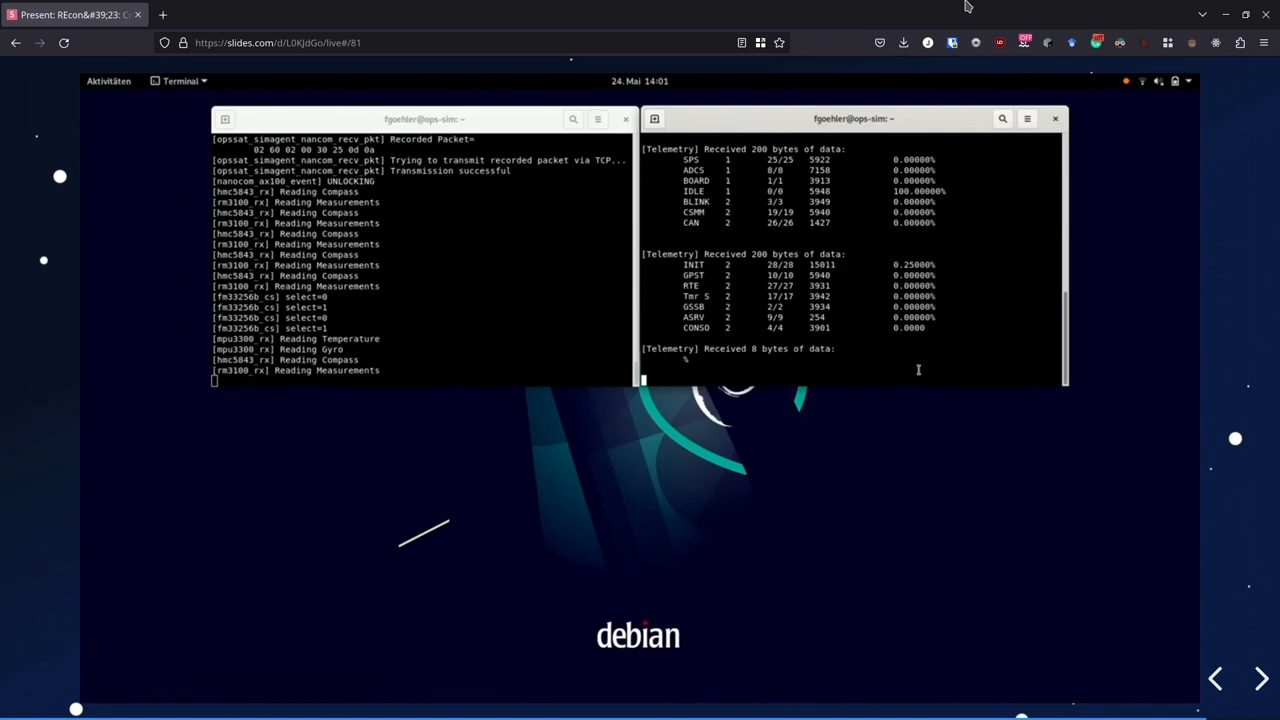 Present: REcon&#39;23: C
https://slides.com/d/L0KJdGo/live#/81
OFF
Aktivitäten
Terminal
24. Mai 14:01
fgoehler@ops-sim: ~
[opssat_simagent_nancom_recv_pkt] Recorded Packet=
02 60 02 00 30 25 0d 0a
[opssat_simagent_nancom_recv_pkt] Trying to transmit recorded packet via TCP...
[opssat_simagent_nancom_recv_pkt] Transmission successful
[nanocom_ax100_event] UNLOCKING
[hmc5843_rx] Reading Compass
[rm3100_rx] Reading Measurements
[hmc5843_rx] Reading Compass
[rm3100_rx] Reading Measurements
[hmc5843_rx] Reading Compass
[rm3100_rx] Reading Measurements
[hmc5843_rx] Reading Compass
[rm3100_rx] Reading Measurements
[hmc5843_rx] Reading Compass
[rm3100_rx] Reading Measurements
[fm33256b_cs] select=0
[fm33256b_cs] select=1
[fm33256b_cs] select=0
[fm33256b_cs] select=1
[mpu3300_rx] Reading Temperature
[mpu3300_rx] Reading Gyro
[hmc5843_rx] Reading Compass
[rm3100_rx] Reading Measurements
fgoehler@ops-sim: ~
[Telemetry] Received 200 bytes of data:
SPS 1 25/25 5922 0.00000%
ADCS 1 8/8 7158 0.00000%
BOARD 1 1/1 3913 0.00000%
IDLE 1 0/0 5948 100.00000%
BLINK 2 3/3 3949 0.00000%
CSMM 2 19/19 5940 0.00000%
CAN 2 26/26 1427 0.00000%
[Telemetry] Received 200 bytes of data:
INIT 2 28/28 15011 0.25000%
GPST 2 10/10 5940 0.00000%
RTE 2 27/27 3931 0.00000%
Tmr S 2 17/17 3942 0.00000%
GSSB 2 2/2 3934 0.00000%
ASRV 2 9/9 254 0.00000%
CONSO 2 4/4 3901 0.0000
[Telemetry] Received 8 bytes of data:
%
debian